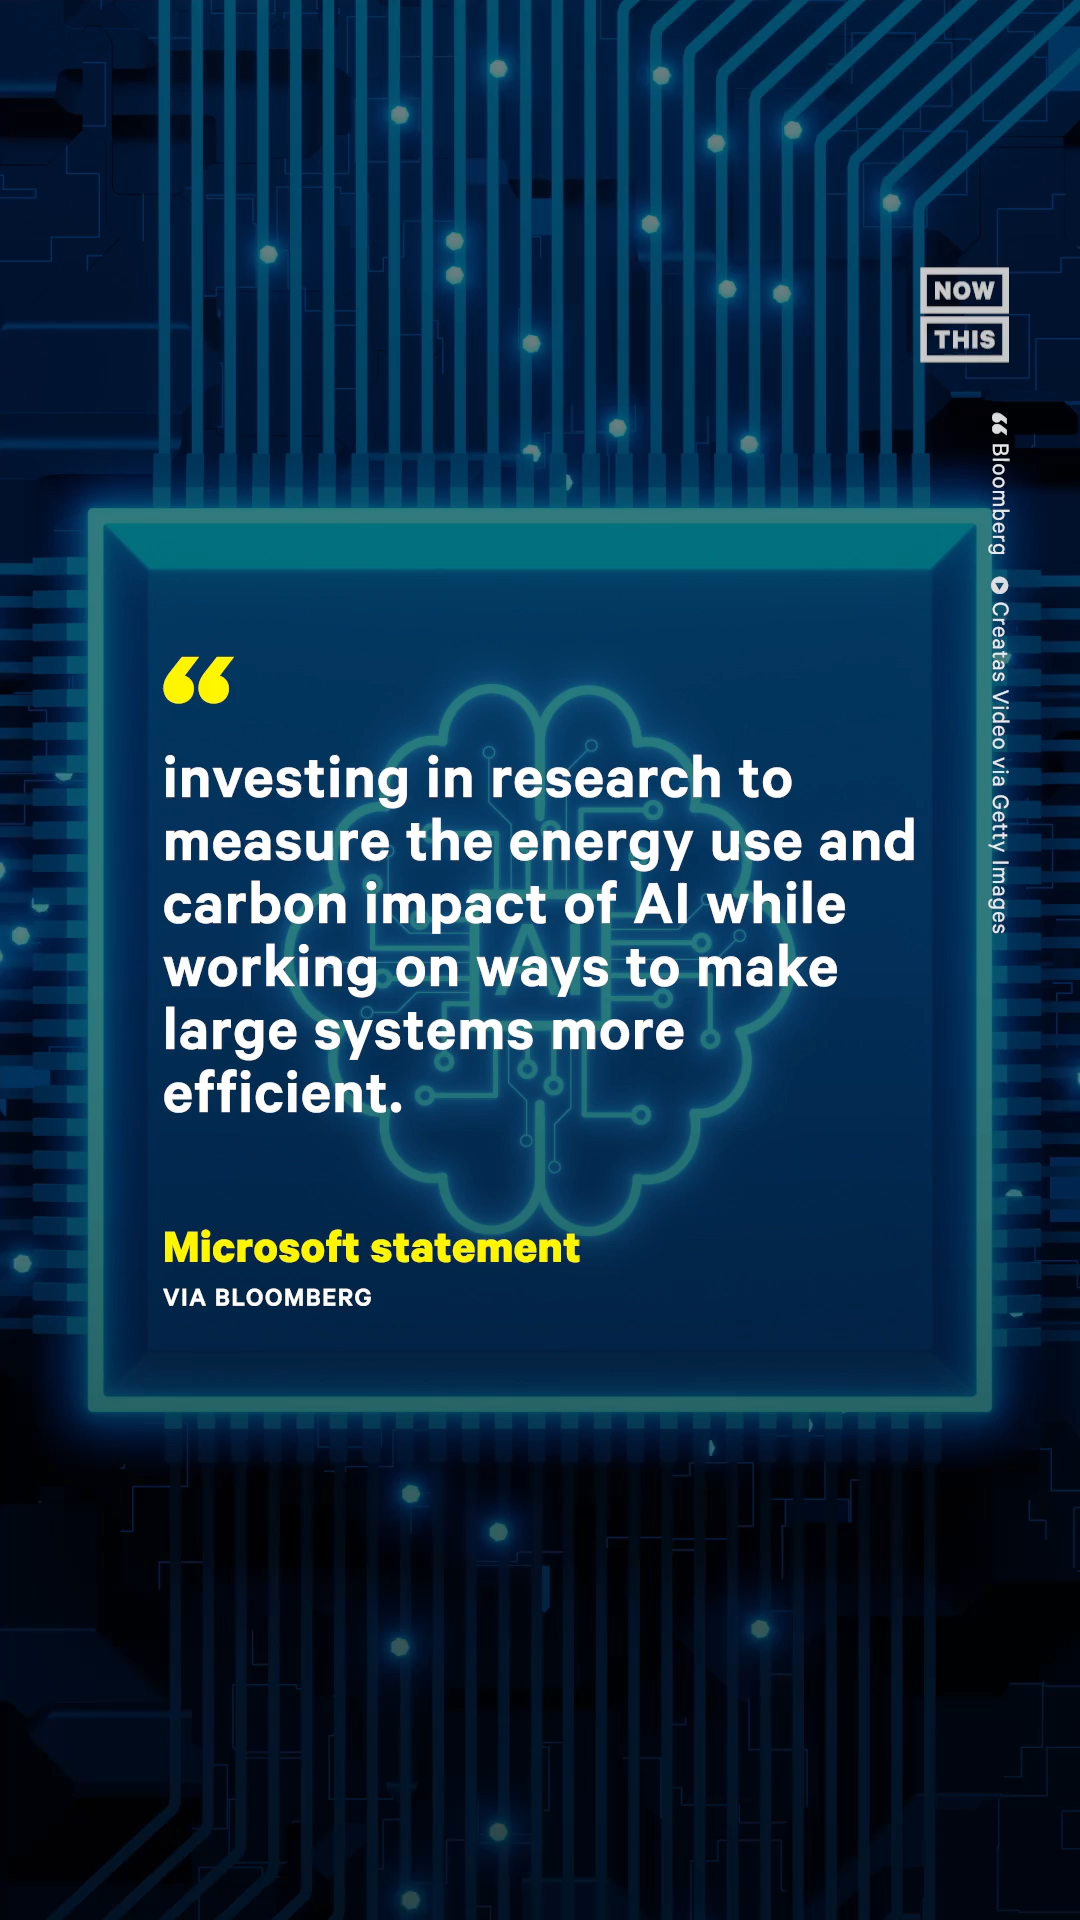 NOW
THIS
“ Bloomberg Creatas Video via Getty Images
“
investing in research to
measure the energy use and
carbon impact of AI while
working on ways to make
large systems more
efficient.
AI
Microsoft statement
VIA BLOOMBERG